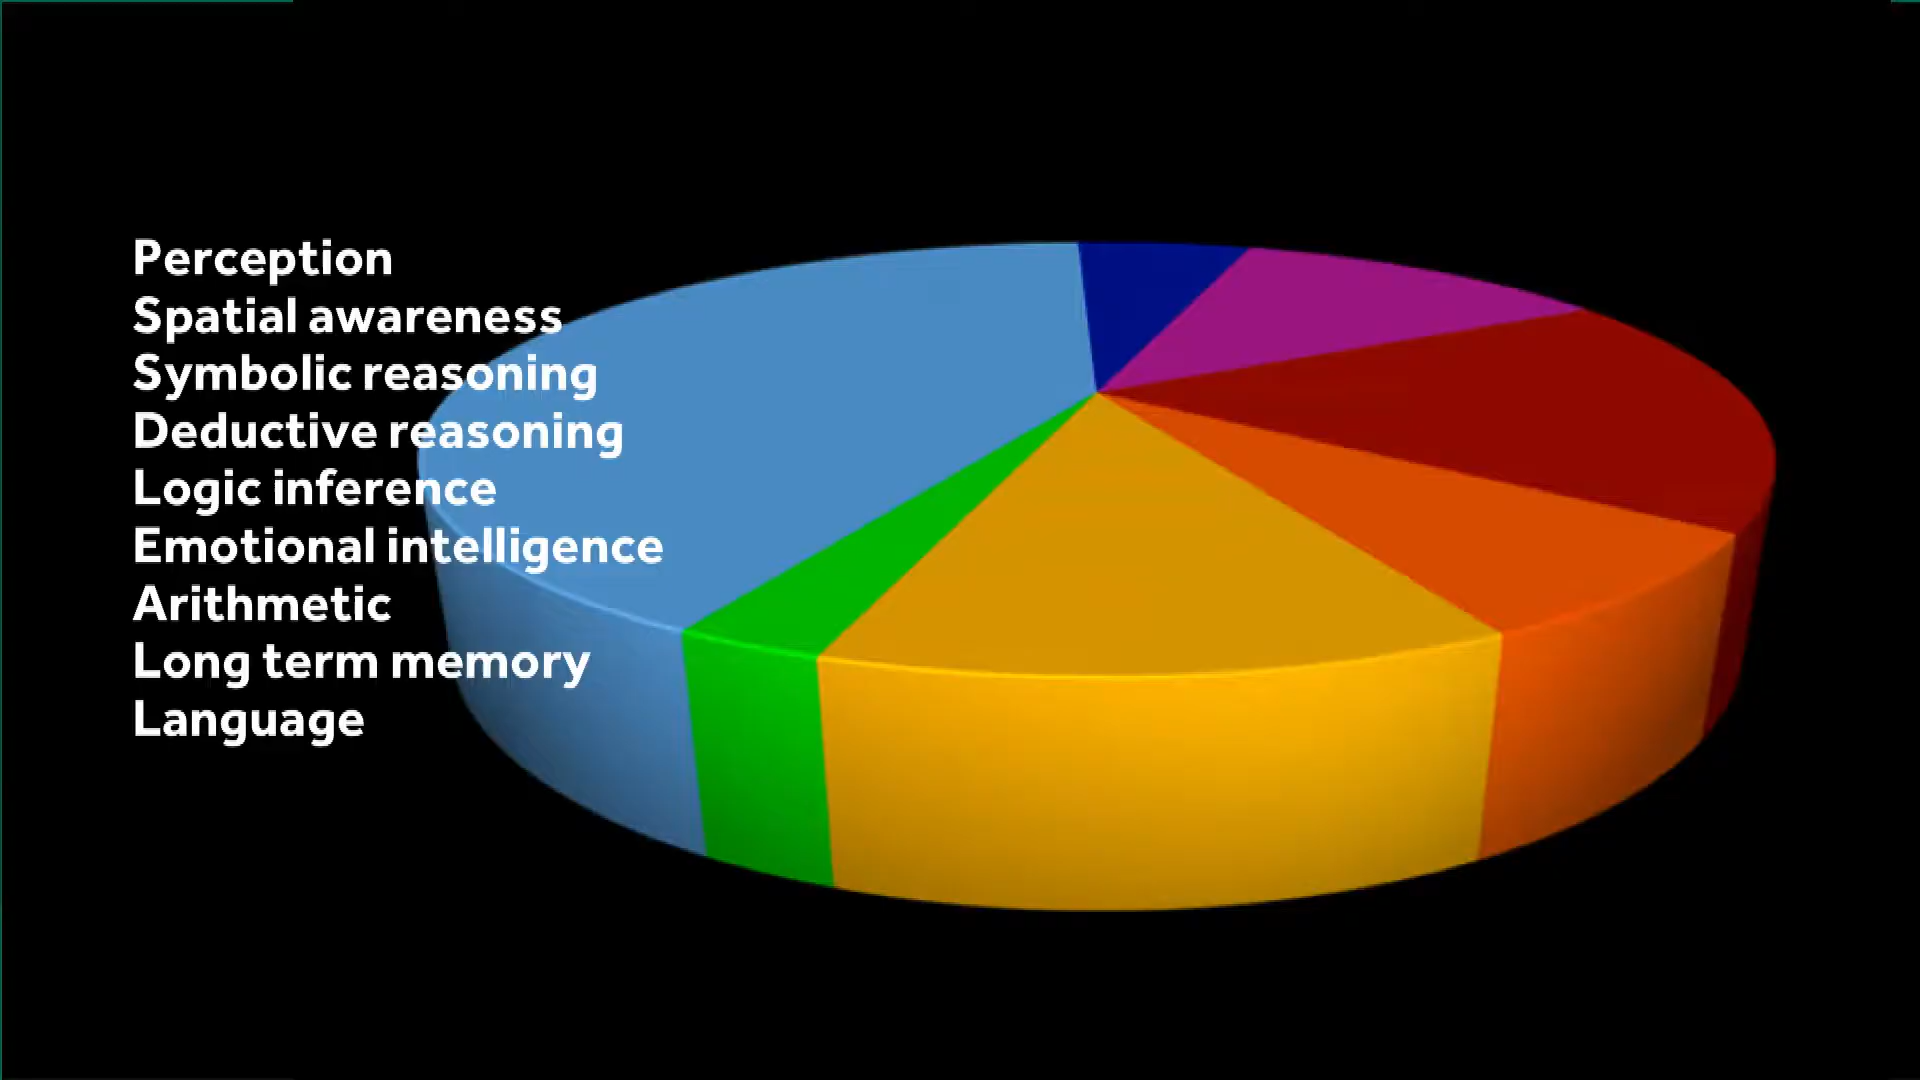 Perception
Spatial awareness
Symbolic reasoning
Deductive reasoning
Logic inference
Emotional intelligence
Arithmetic
Long term memory
Language